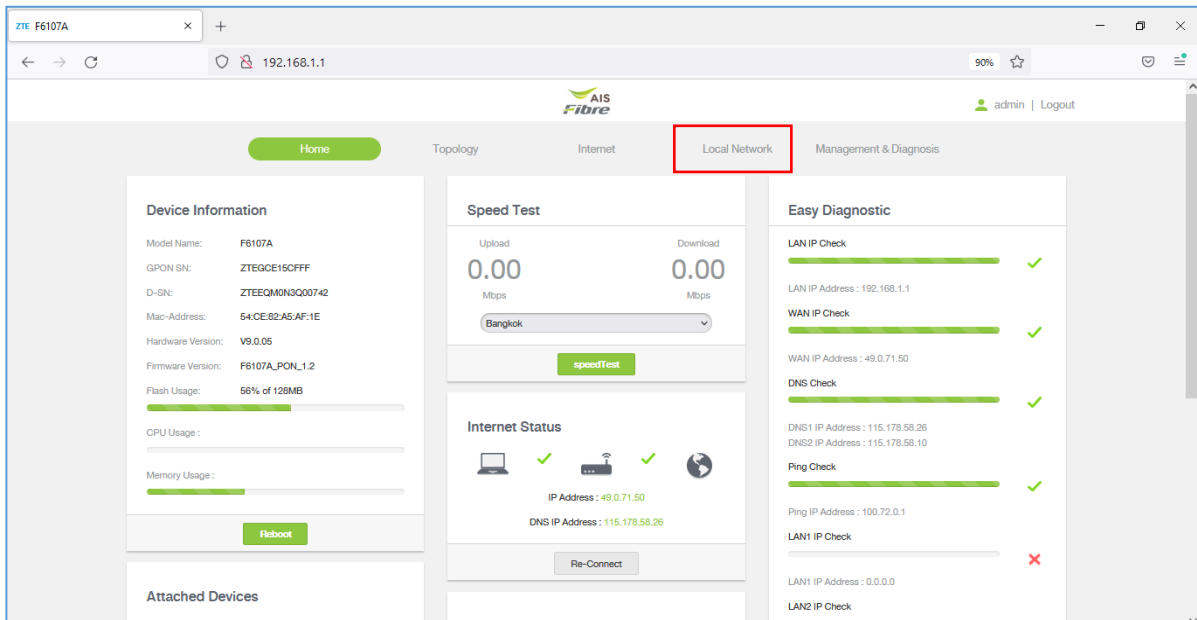 ZTE F6107A
192.168.1.1
90%
AIS
Fibre
admin | Logout
Home Topology Internet Local Network Management & Diagnosis
Device Information
Model Name: F6107A
GPON SN: ZTEGCE15CFFF
D-SN: ZTEEQM0N3Q00742
Mac-Address: 54:CE:82:A5:AF:1E
Hardware Version: V9.0.05
Firmware Version: F6107A_PON_1.2
Flash Usage: 56% of 128MB
CPU Usage :
Memory Usage :
Reboot
Attached Devices
Speed Test
Upload Download
0.00 0.00
Mbps Mbps
Bangkok
speedTest
Internet Status
IP Address : 49.0.71.50
DNS IP Address : 115.178.58.26
Re-Connect
Easy Diagnostic
LAN IP Check
LAN IP Address : 192.168.1.1
WAN IP Check
WAN IP Address : 49.0.71.50
DNS Check
DNS1 IP Address : 115.178.58.26
DNS2 IP Address : 115.178.58.10
Ping Check
Ping IP Address : 100.72.0.1
LAN1 IP Check
LAN1 IP Address : 0.0.0.0
LAN2 IP Check